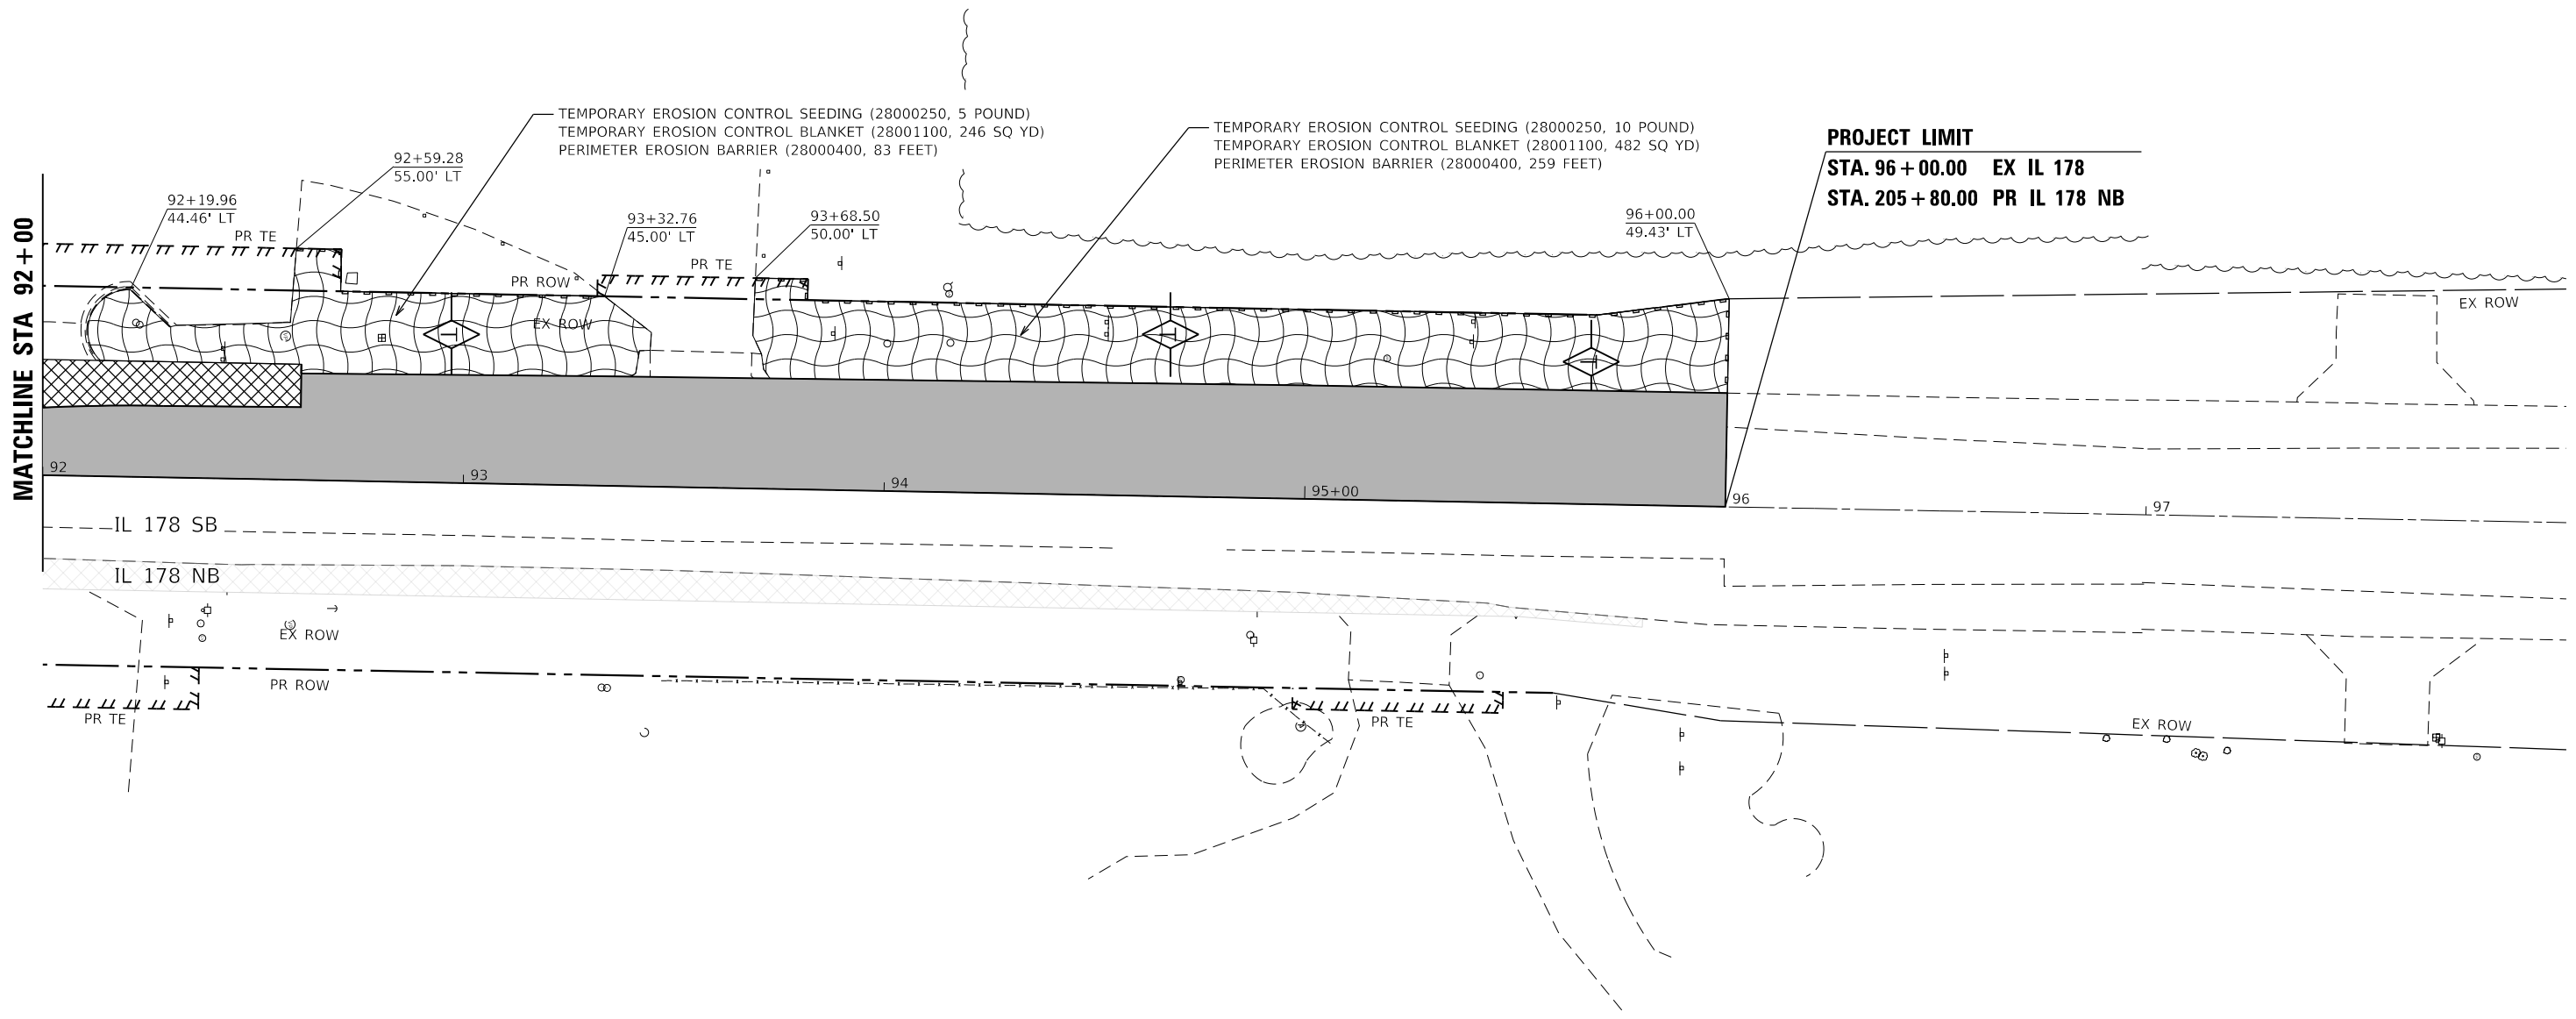 TEMPORARY EROSION CONTROL SEEDING (28000250, 5 POUND)
TEMPORARY EROSION CONTROL BLANKET (28001100, 246 SQ YD)
PERIMETER EROSION BARRIER (28000400, 83 FEET)
TEMPORARY EROSION CONTROL SEEDING (28000250, 10 POUND)
TEMPORARY EROSION CONTROL BLANKET (28001100, 482 SQ YD)
PERIMETER EROSION BARRIER (28000400, 259 FEET)
PROJECT LIMIT
STA. 96+00.00 EX IL 178
STA. 205+80.00 PR IL 178 NB
92+59.28
55.00' LT
92+19.96
44.46' LT
93+32.76
45.00' LT
93+68.50
50.00' LT
96+00.00
49.43' LT
MATCHLINE STA 92+00
PR TE
PR TE
PR ROW
EX ROW
EX ROW
T
T
T
92
93
94
95+00
96
97
IL 178 SB
IL 178 NB
EX ROW
PR ROW
PR TE
PR TE
EX ROW